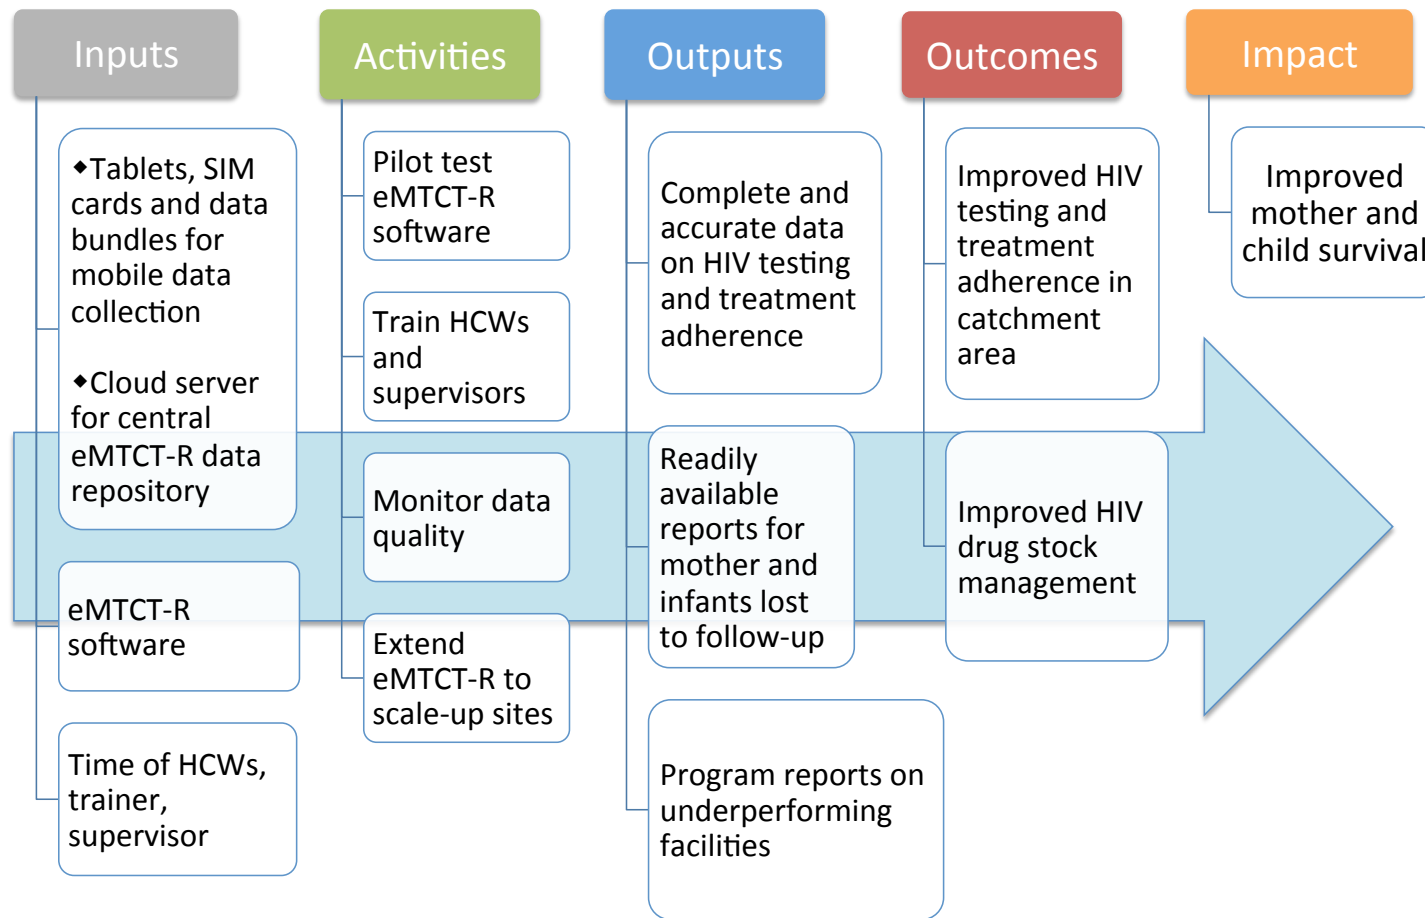 Inputs
Activities
Outputs
Outcomes
Impact
◆Tablets, SIM
cards and data
bundles for
mobile data
collection
◆Cloud server
for central
eMTCT-R data
repository
eMTCT-R
software
Time of HCWs,
trainer,
supervisor
Pilot test
eMTCT-R
software
Train HCWs
and
supervisors
Monitor data
quality
Extend
eMTCT-R to
scale-up sites
Complete and
accurate data
on HIV testing
and treatment
adherence
Readily
available
reports for
mother and
infants lost
to follow-up
Program reports on
underperforming
facilities
Improved HIV
testing and
treatment
adherence in
catchment
area
Improved HIV
drug stock
management
Improved
mother and
child survival